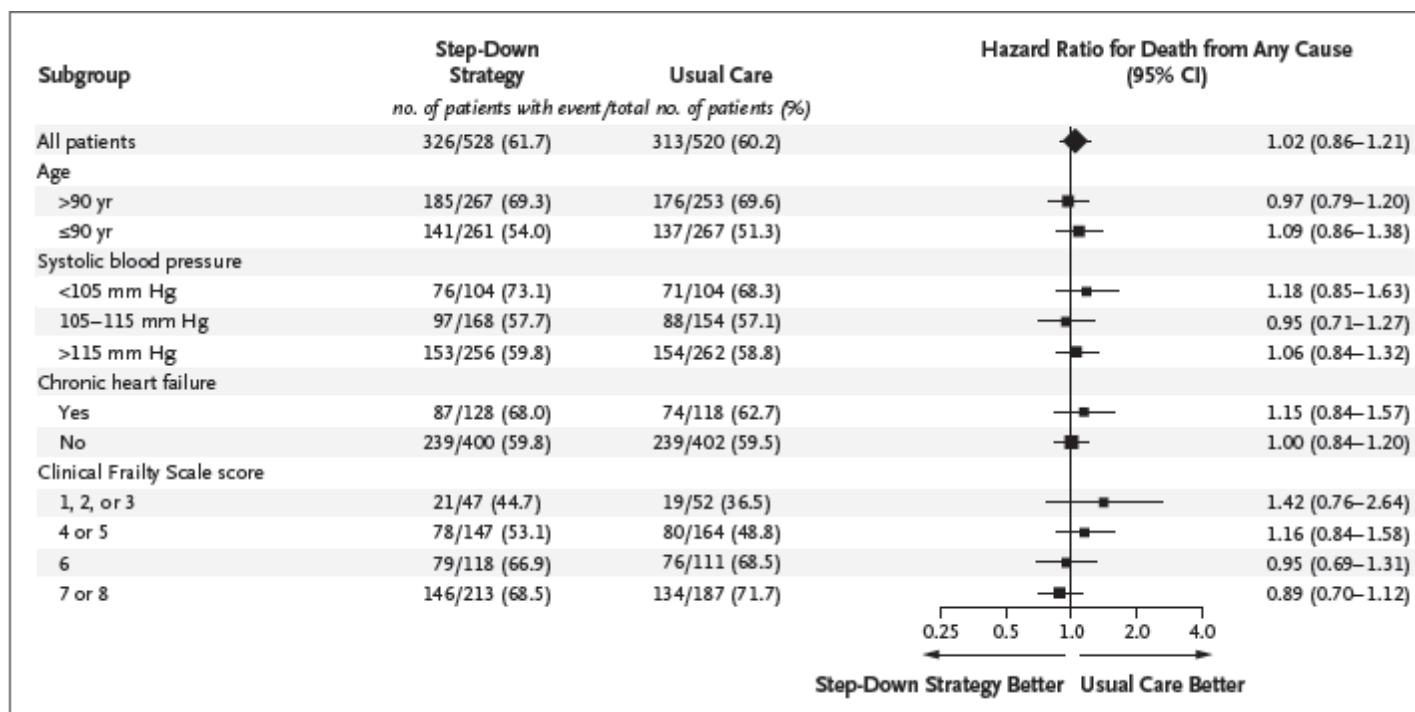 Subgroup Step-Down Strategy Usual Care Hazard Ratio for Death from Any Cause (95% CI)
no. of patients with event/total no. of patients (%)
All patients 326/528 (61.7) 313/520 (60.2) 1.02 (0.86–1.21)
Age
>90 yr 185/267 (69.3) 176/253 (69.6) 0.97 (0.79–1.20)
≤90 yr 141/261 (54.0) 137/267 (51.3) 1.09 (0.86–1.38)
Systolic blood pressure
<105 mm Hg 76/104 (73.1) 71/104 (68.3) 1.18 (0.85–1.63)
105–115 mm Hg 97/168 (57.7) 88/154 (57.1) 0.95 (0.71–1.27)
>115 mm Hg 153/256 (59.8) 154/262 (58.8) 1.06 (0.84–1.32)
Chronic heart failure
Yes 87/128 (68.0) 74/118 (62.7) 1.15 (0.84–1.57)
No 239/400 (59.8) 239/402 (59.5) 1.00 (0.84–1.20)
Clinical Frailty Scale score
1, 2, or 3 21/47 (44.7) 19/52 (36.5) 1.42 (0.76–2.64)
4 or 5 78/147 (53.1) 80/164 (48.8) 1.16 (0.84–1.58)
6 79/118 (66.9) 76/111 (68.5) 0.95 (0.69–1.31)
7 or 8 146/213 (68.5) 134/187 (71.7) 0.89 (0.70–1.12)
0.25 0.5 1.0 2.0 4.0
Step-Down Strategy Better Usual Care Better